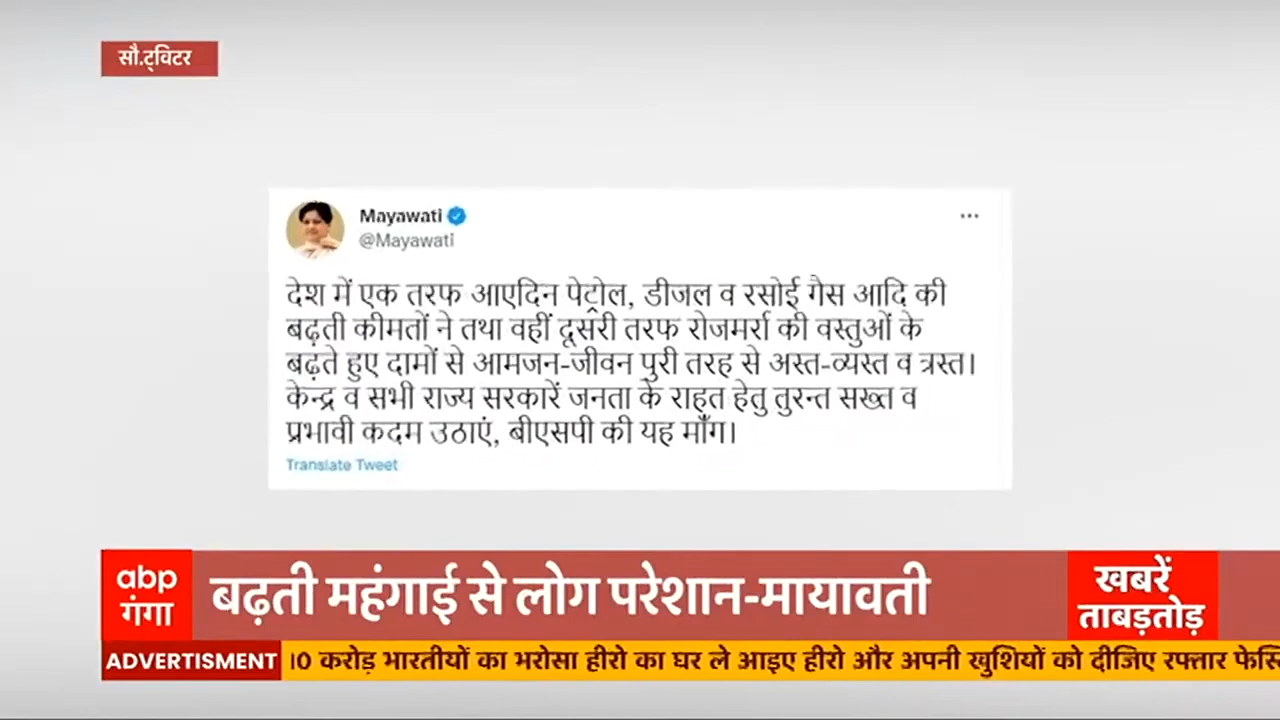 सौ.ट्विटर
Mayawati
@Mayawati
देश में एक तरफ आएदिन पेट्रोल, डीजल व रसोई गैस आदि की
बढ़ती कीमतों ने तथा वहीं दूसरी तरफ रोजमर्रा की वस्तुओं के
बढ़ते हुए दामों से आमजन-जीवन पुरी तरह से अस्त-व्यस्त व त्रस्त।
केन्द्र व सभी राज्य सरकारें जनता के राहत हेतु तुरन्त सख्त व
प्रभावी कदम उठाएं, बीएसपी की यह माँग।
Translate Tweet
abp
गंगा
बढ़ती महंगाई से लोग परेशान-मायावती
खबरें
ताबड़तोड़
ADVERTISMENT
10 करोड़ भारतीयों का भरोसा हीरो का घर ले आइए हीरो और अपनी खुशियों को दीजिए रफ्तार